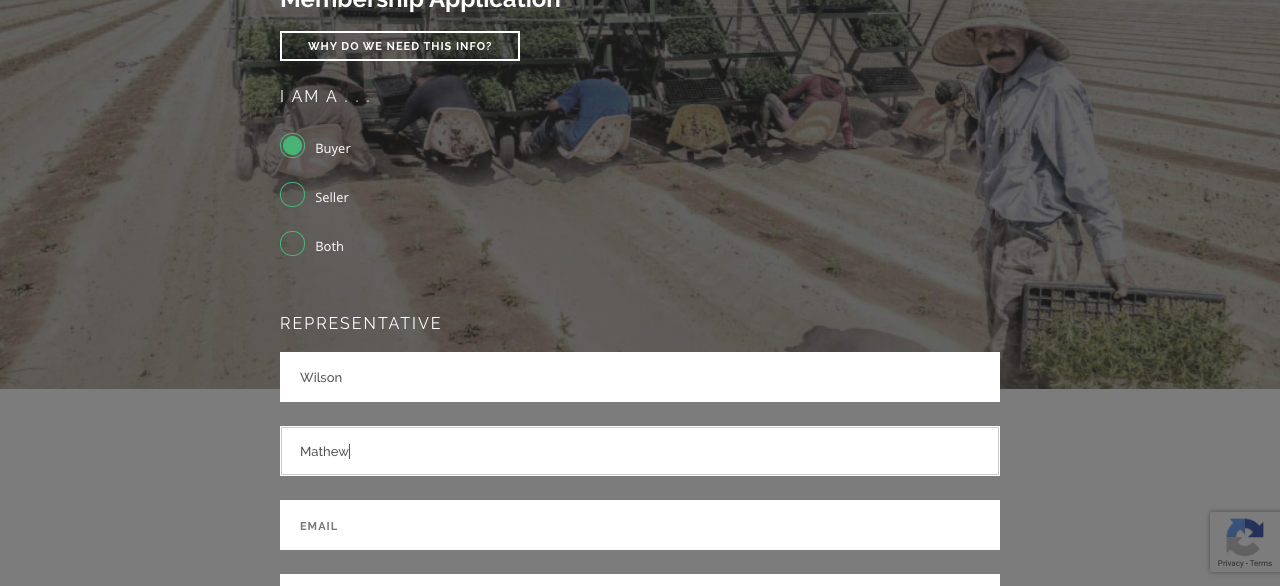 Membership Application
WHY DO WE NEED THIS INFO?
I AM A . . .
Buyer
Seller
Both
REPRESENTATIVE
Wilson
Mathew
EMAIL
Privacy - Terms